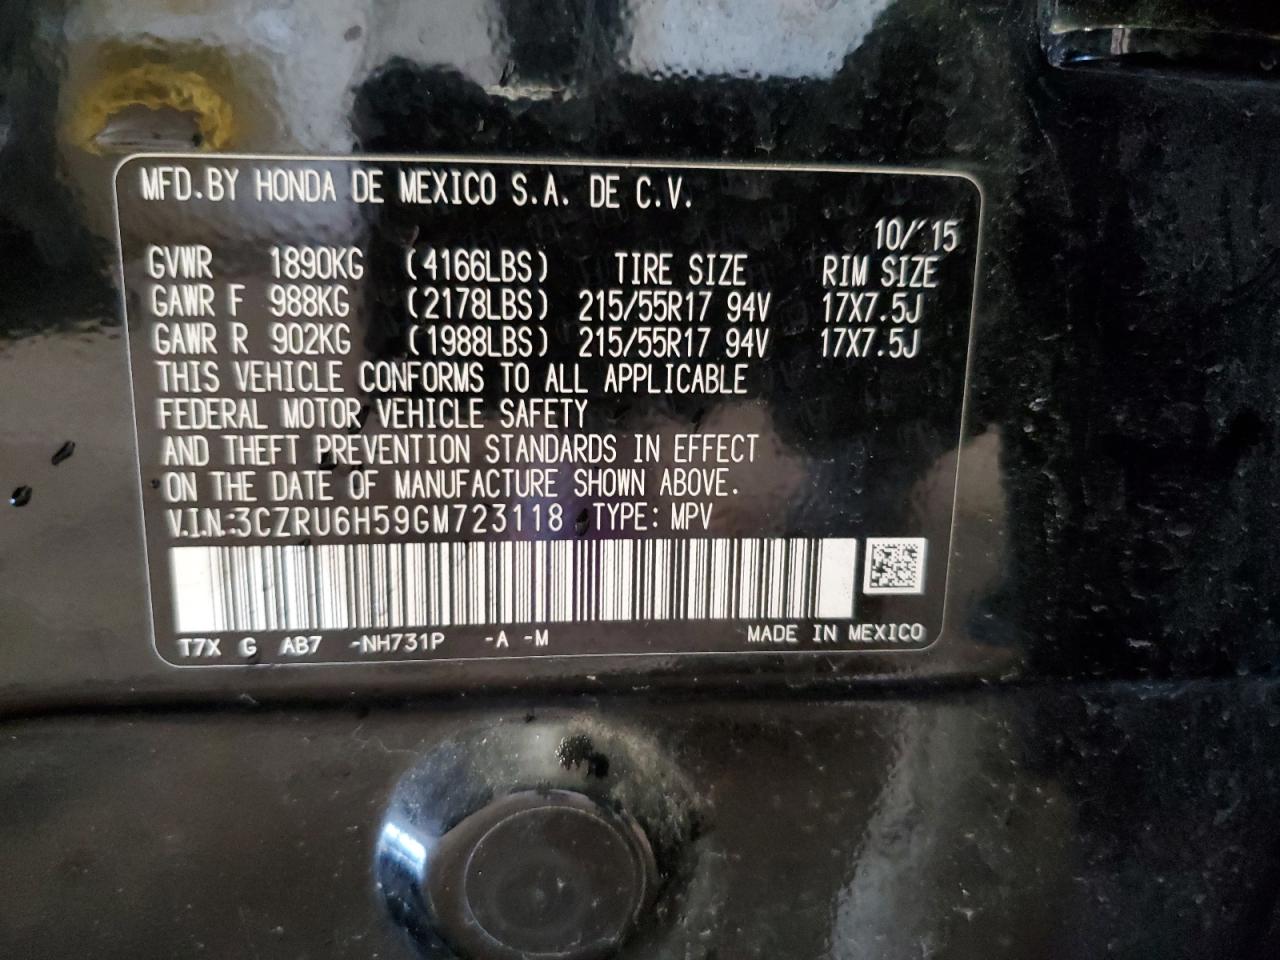 MFD.BY HONDA DE MEXICO S.A. DE C.V.
10/'15
GVWR 1890KG (4166LBS) TIRE SIZE RIM SIZE
GAWR F 988KG (2178LBS) 215/55R17 94V 17X7.5J
GAWR R 902KG (1988LBS) 215/55R17 94V 17X7.5J
THIS VEHICLE CONFORMS TO ALL APPLICABLE
FEDERAL MOTOR VEHICLE SAFETY
AND THEFT PREVENTION STANDARDS IN EFFECT
ON THE DATE OF MANUFACTURE SHOWN ABOVE.
V.I.N.:3CZRU6H59GM723118 TYPE: MPV
T7X G AB7 -NH731P -A -M MADE IN MEXICO